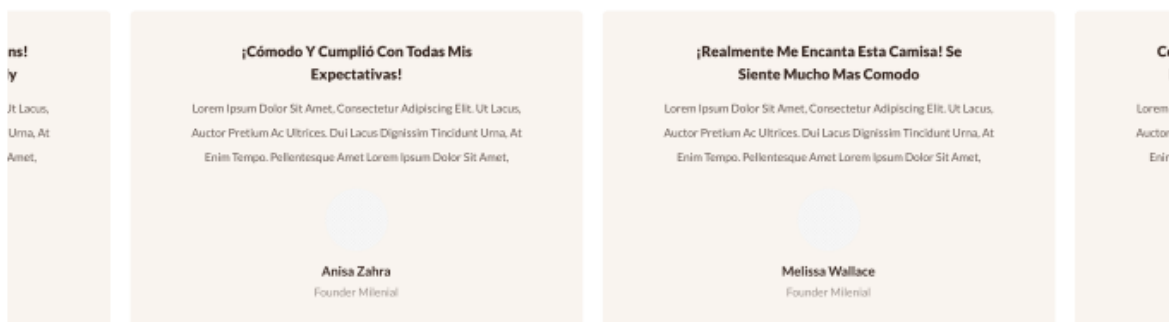 ns!
ly
Ut Lacus,
Urna, At
Amet,
¡Cómodo Y Cumplió Con Todas Mis
Expectativas!
Lorem Ipsum Dolor Sit Amet, Consectetur Adipiscing Elit. Ut Lacus,
Auctor Pretium Ac Ultrices. Dui Lacus Dignissim Tincidunt Urna, At
Enim Tempo. Pellentesque Amet Lorem Ipsum Dolor Sit Amet,
Anisa Zahra
Founder Milenial
¡Realmente Me Encanta Esta Camisa! Se
Siente Mucho Mas Comodo
Lorem Ipsum Dolor Sit Amet, Consectetur Adipiscing Elit. Ut Lacus,
Auctor Pretium Ac Ultrices. Dui Lacus Dignissim Tincidunt Urna, At
Enim Tempo. Pellentesque Amet Lorem Ipsum Dolor Sit Amet,
Melissa Wallace
Founder Milenial
Lorem
Auctor